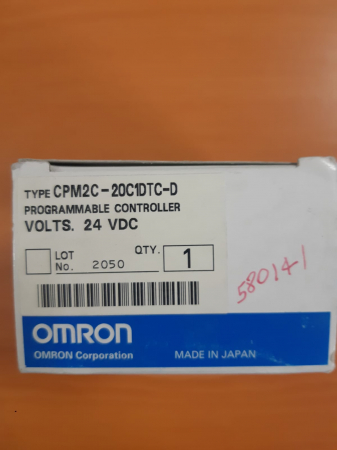 TYPE CPM2C-20C1DTC-D
PROGRAMMABLE CONTROLLER
VOLTS. 24 VDC
LOT No. 2050 QTY. 1
580141
OMRON
OMRON Corporation MADE IN JAPAN